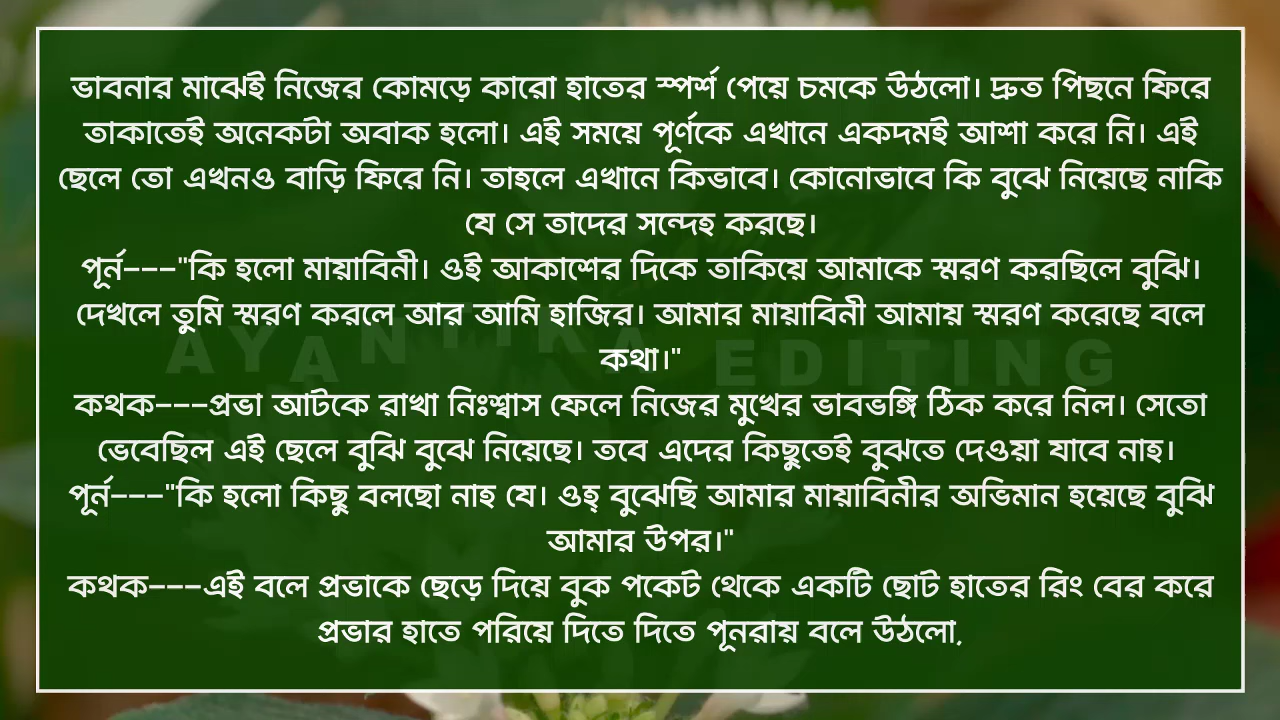 ভাবনার মাঝেই নিজের কোমড়ে কারো হাতের স্পর্শ পেয়ে চমকে উঠলো। দ্রুত পিছনে ফিরে
তাকাতেই অনেকটা অবাক হলো। এই সময়ে পূর্ণকে এখানে একদমই আশা করে নি। এই
ছেলে তো এখনও বাড়ি ফিরে নি। তাহলে এখানে কিভাবে। কোনোভাবে কি বুঝে নিয়েছে নাকি
যে সে তাদের সন্দেহ করছে।
পূর্ন---"কি হলো মায়াবিনী। ওই আকাশের দিকে তাকিয়ে আমাকে স্মরণ করছিলে বুঝি।
দেখলে তুমি স্মরণ করলে আর আমি হাজির। আমার মায়াবিনী আমায় স্মরণ করেছে বলে
কথা।"
AYANTIKA EDITING
কথক---প্রভা আটকে রাখা নিঃশ্বাস ফেলে নিজের মুখের ভাবভঙ্গি ঠিক করে নিল। সেতো
ভেবেছিল এই ছেলে বুঝি বুঝে নিয়েছে। তবে এদের কিছুতেই বুঝতে দেওয়া যাবে নাহ।
পূর্ন---"কি হলো কিছু বলছো নাহ যে। ওহ্ বুঝেছি আমার মায়াবিনীর অভিমান হয়েছে বুঝি
আমার উপর।"
কথক---এই বলে প্রভাকে ছেড়ে দিয়ে বুক পকেট থেকে একটি ছোট হাতের রিং বের করে
প্রভার হাতে পরিয়ে দিতে দিতে পূনরায় বলে উঠলো,